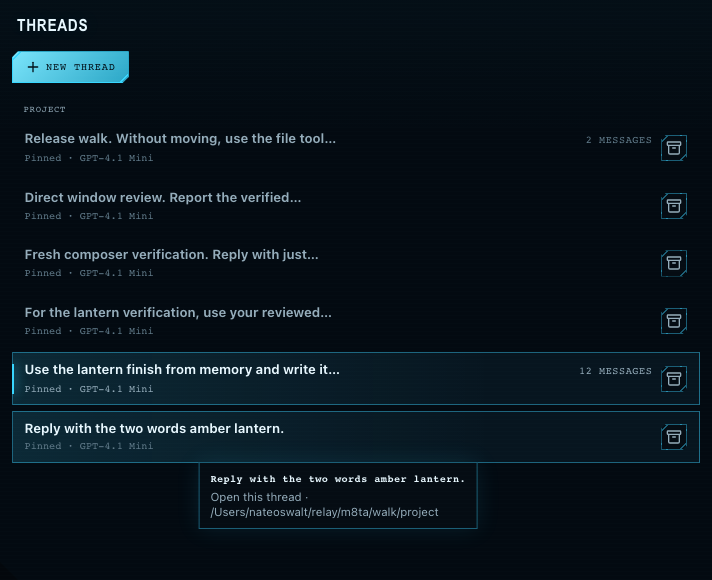 THREADS
+ NEW THREAD
PROJECT
Release walk. Without moving, use the file tool...
2 MESSAGES
Pinned · GPT-4.1 Mini
Direct window review. Report the verified...
Pinned · GPT-4.1 Mini
Fresh composer verification. Reply with just...
Pinned · GPT-4.1 Mini
For the lantern verification, use your reviewed...
Pinned · GPT-4.1 Mini
Use the lantern finish from memory and write it...
12 MESSAGES
Pinned · GPT-4.1 Mini
Reply with the two words amber lantern.
Pinned · GPT-4.1 Mini
Reply with the two words amber lantern.
Open this thread ·
/Users/nateoswalt/relay/m8ta/walk/project